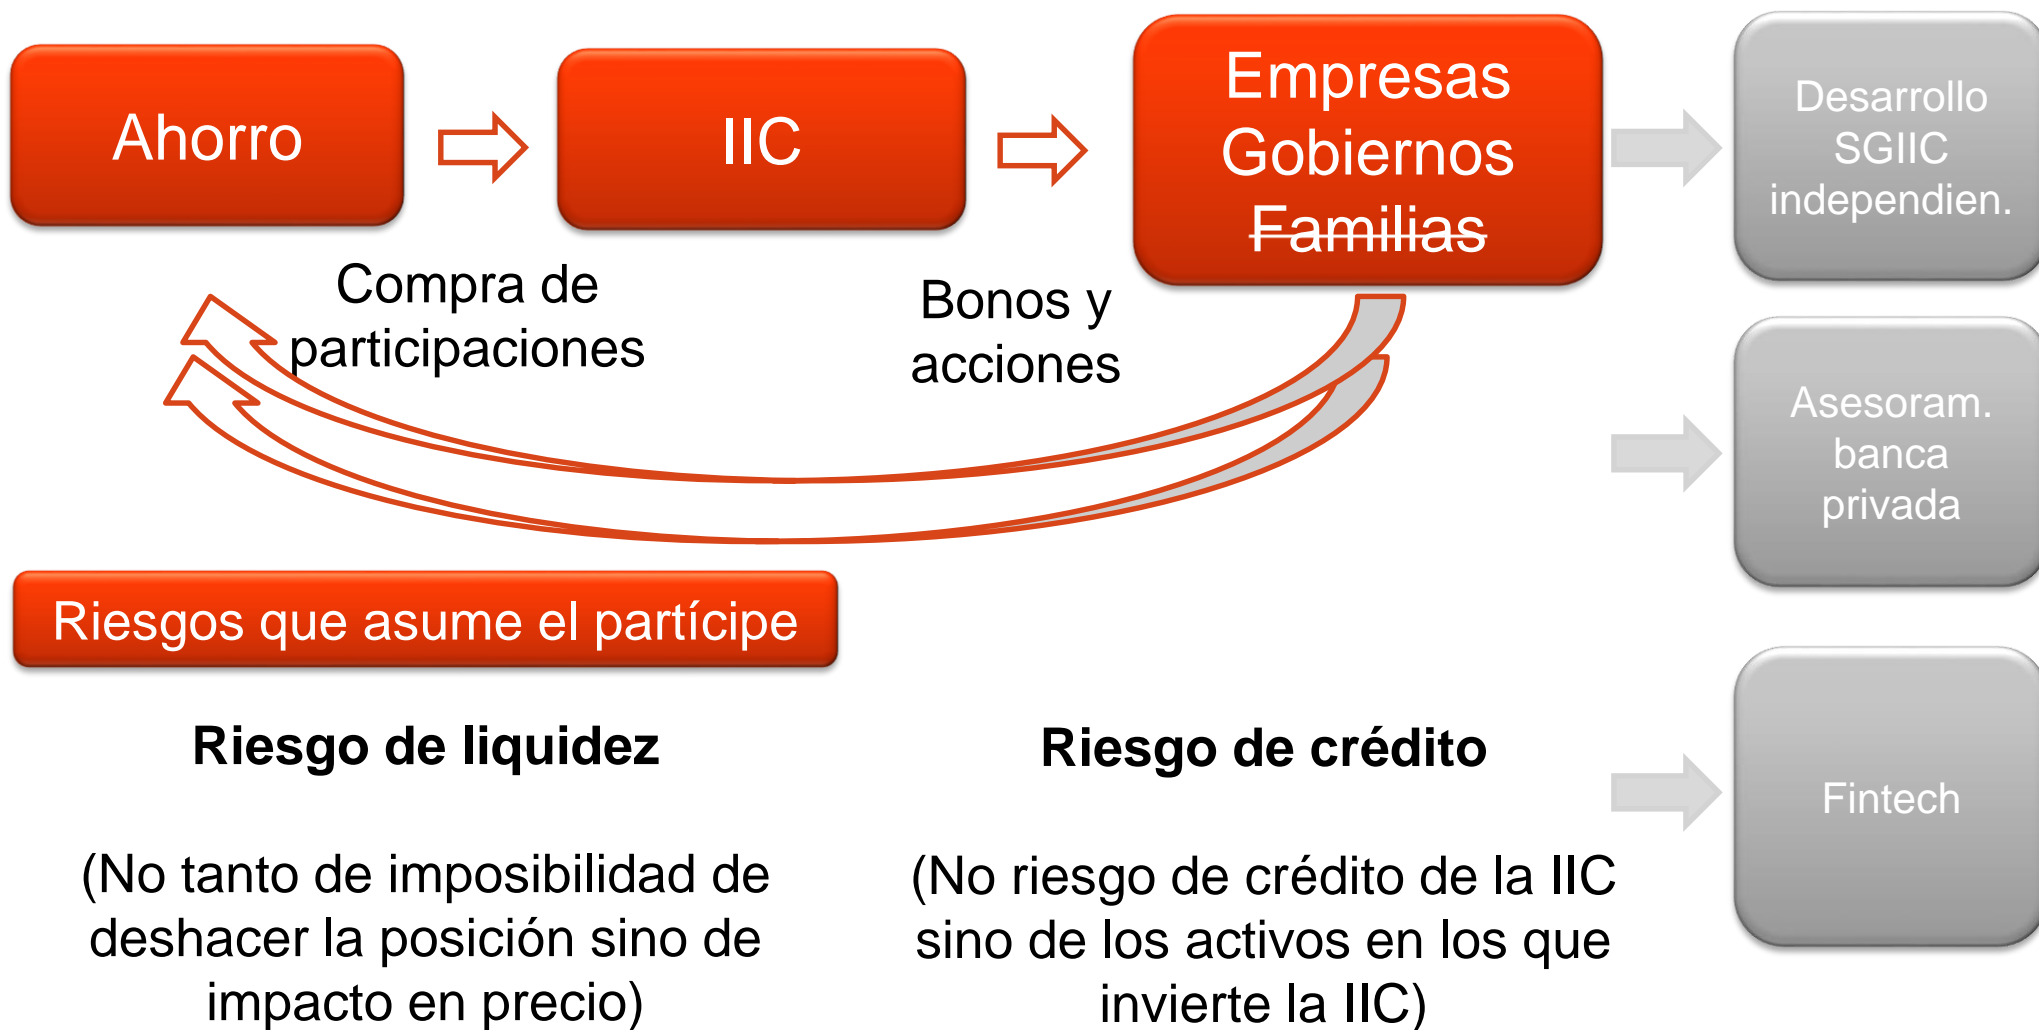 Ahorro
IIC
Empresas
Gobiernos
Familias
Desarrollo
SGIIC
independien.
Compra de
participaciones
Bonos y
acciones
Asesoram.
banca
privada
Riesgos que asume el partícipe
Riesgo de liquidez
(No tanto de imposibilidad de
deshacer la posición sino de
impacto en precio)
Riesgo de crédito
(No riesgo de crédito de la IIC
sino de los activos en los que
invierte la IIC)
Fintech